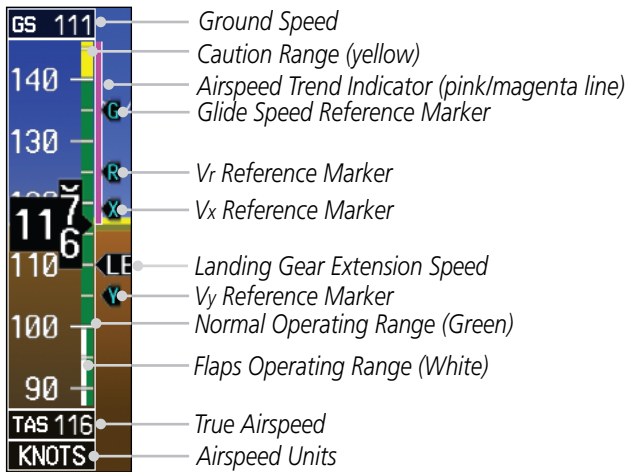 GS 111
Ground Speed
Caution Range (yellow)
140
Airspeed Trend Indicator (pink/magenta line)
G
Glide Speed Reference Marker
130
R
Vr Reference Marker
X
Vx Reference Marker
11
7
6
110
LE
Landing Gear Extension Speed
Y
Vy Reference Marker
100
Normal Operating Range (Green)
Flaps Operating Range (White)
90
TAS 116
True Airspeed
KNOTS
Airspeed Units